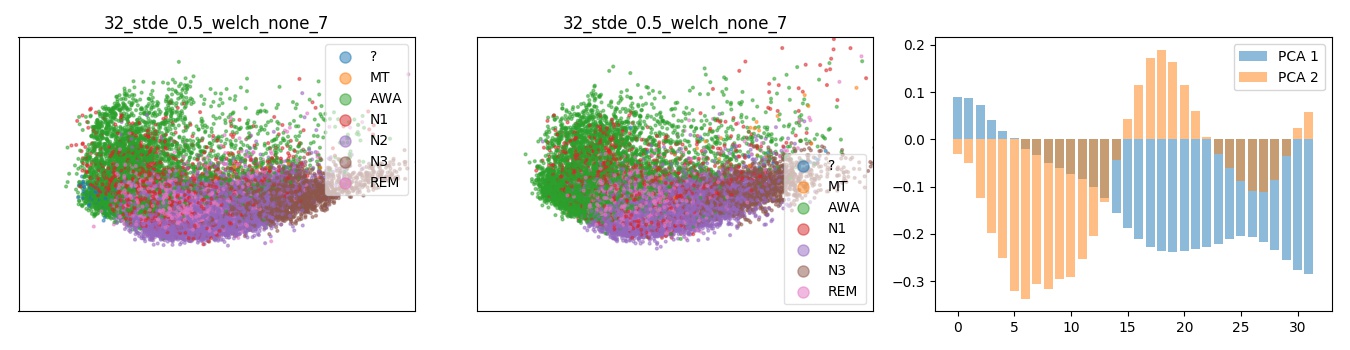 32_stde_0.5_welch_none_7
?
MT
AWA
N1
N2
N3
REM
32_stde_0.5_welch_none_7
?
MT
AWA
N1
N2
N3
REM
PCA 1
PCA 2
0.2
0.1
0.0
−0.1
−0.2
−0.3
0 5 10 15 20 25 30